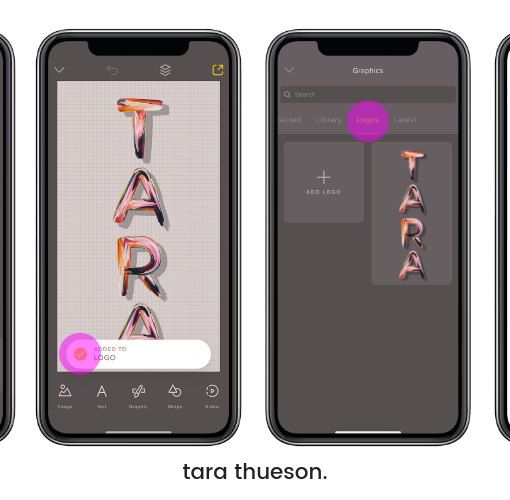 T
A
R
A
ADDED TO
LOGO
Image Text Graphic Shape Video
Graphics
Search
ected Library Logos Latest
ADD LOGO
T
A
R
A
tara thueson.